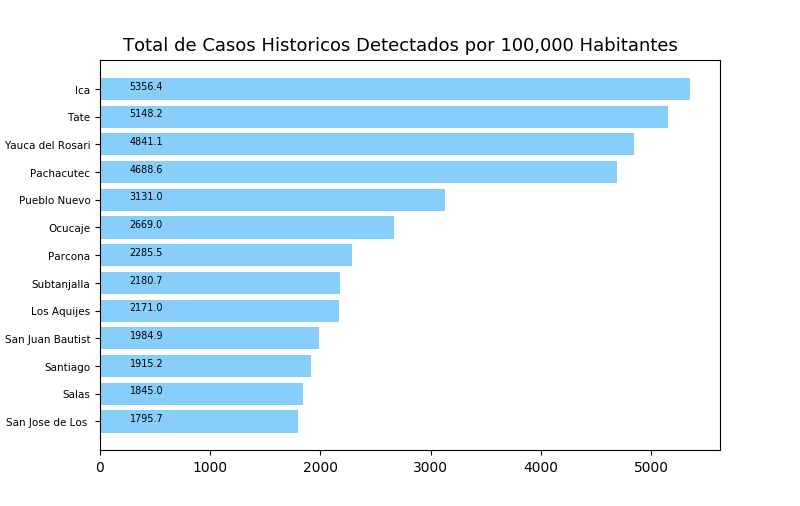 Total de Casos Historicos Detectados por 100,000 Habitantes
Ica 5356.4
Tate 5148.2
Yauca del Rosari 4841.1
Pachacutec 4688.6
Pueblo Nuevo 3131.0
Ocucaje 2669.0
Parcona 2285.5
Subtanjalla 2180.7
Los Aquijes 2171.0
San Juan Bautist 1984.9
Santiago 1915.2
Salas 1845.0
San Jose de Los 1795.7
0 1000 2000 3000 4000 5000